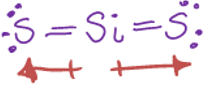 S = Si = S